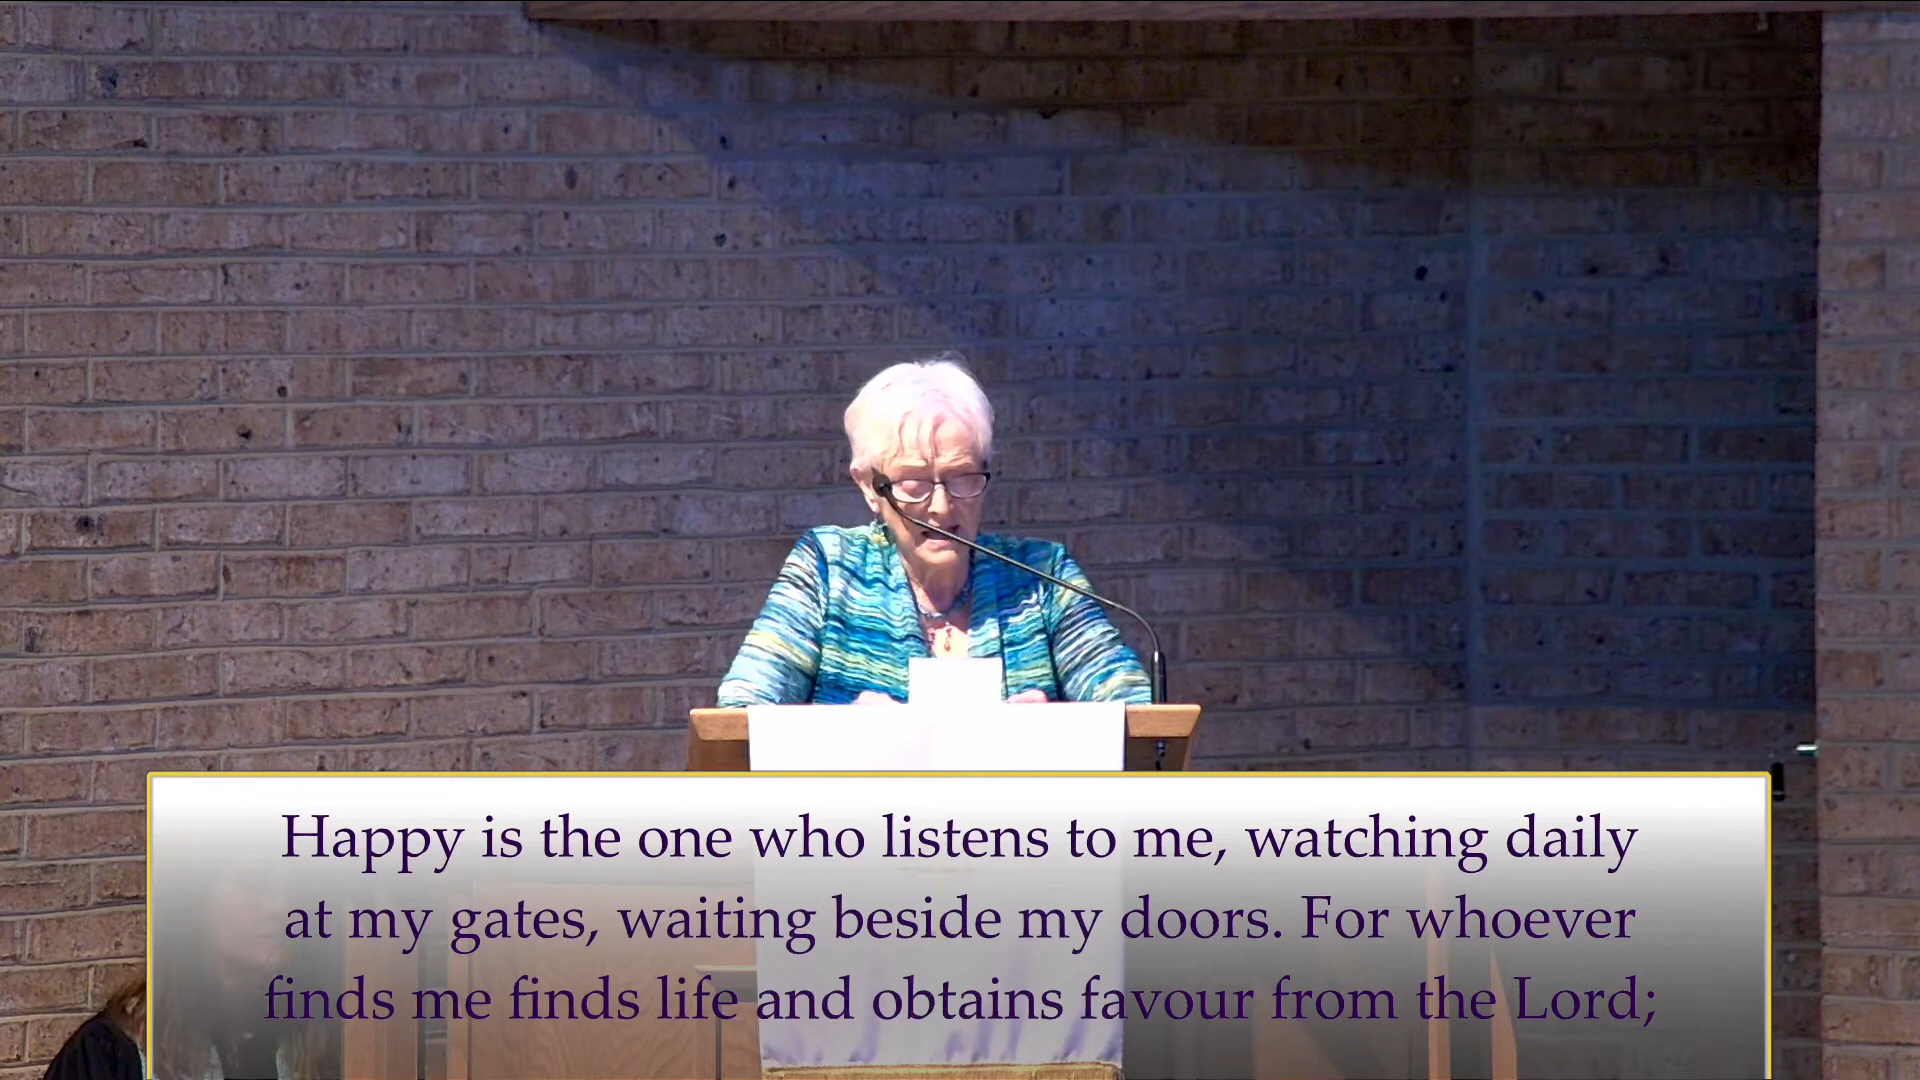 Happy is the one who listens to me, watching daily
at my gates, waiting beside my doors. For whoever
finds me finds life and obtains favour from the Lord;